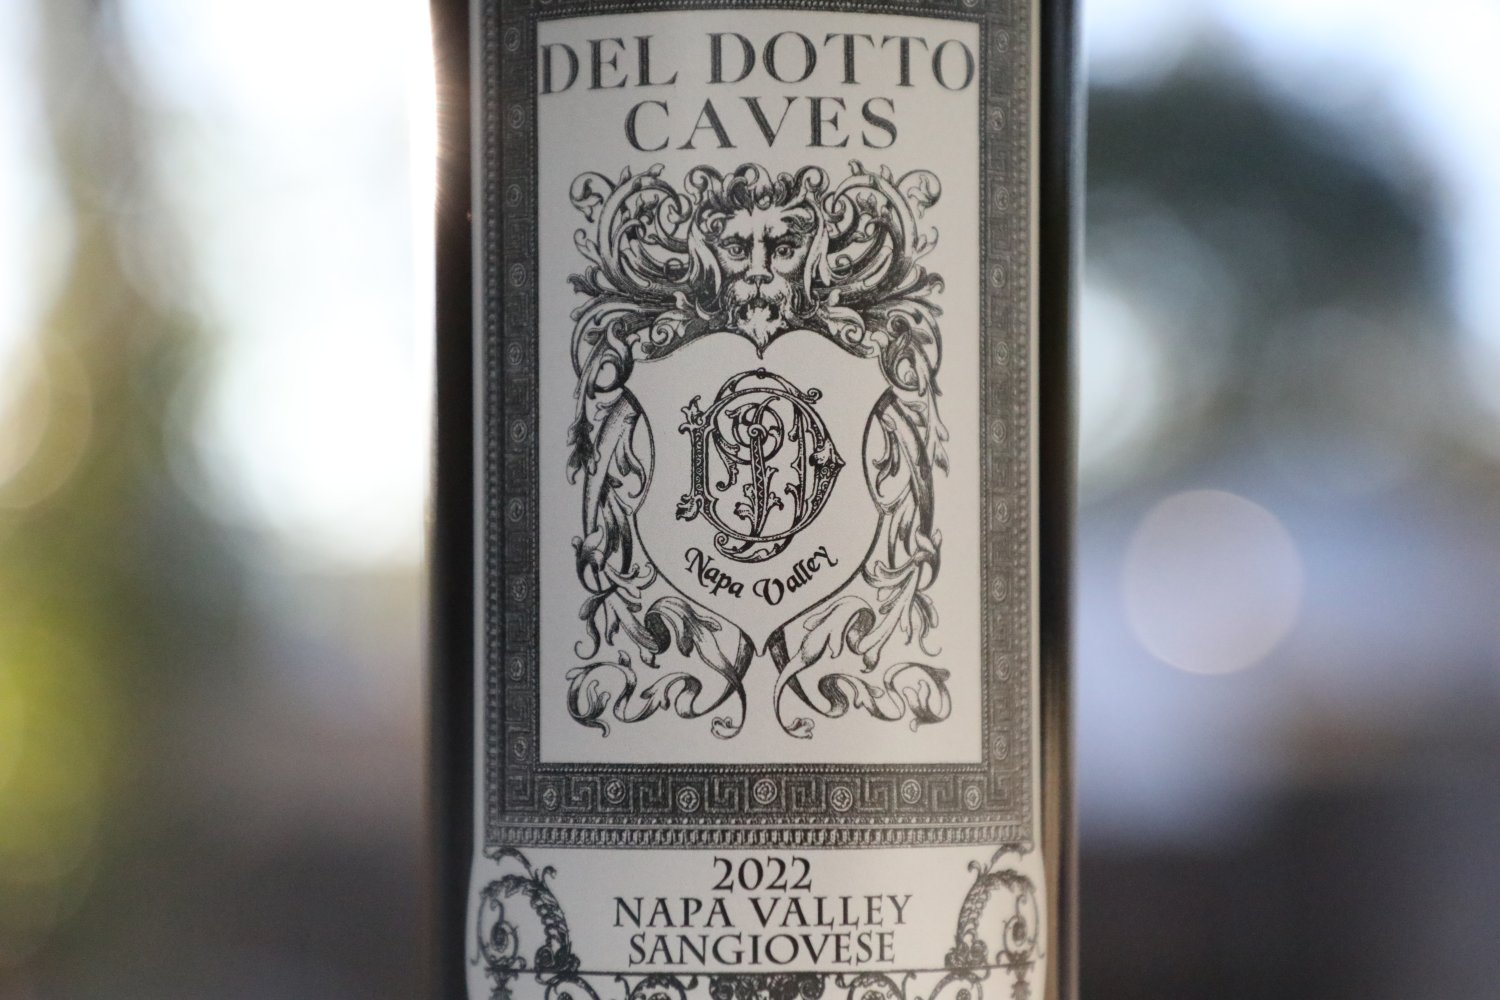 DEL DOTTO
CAVES
Napa Valley
2022
NAPA VALLEY
SANGIOVESE